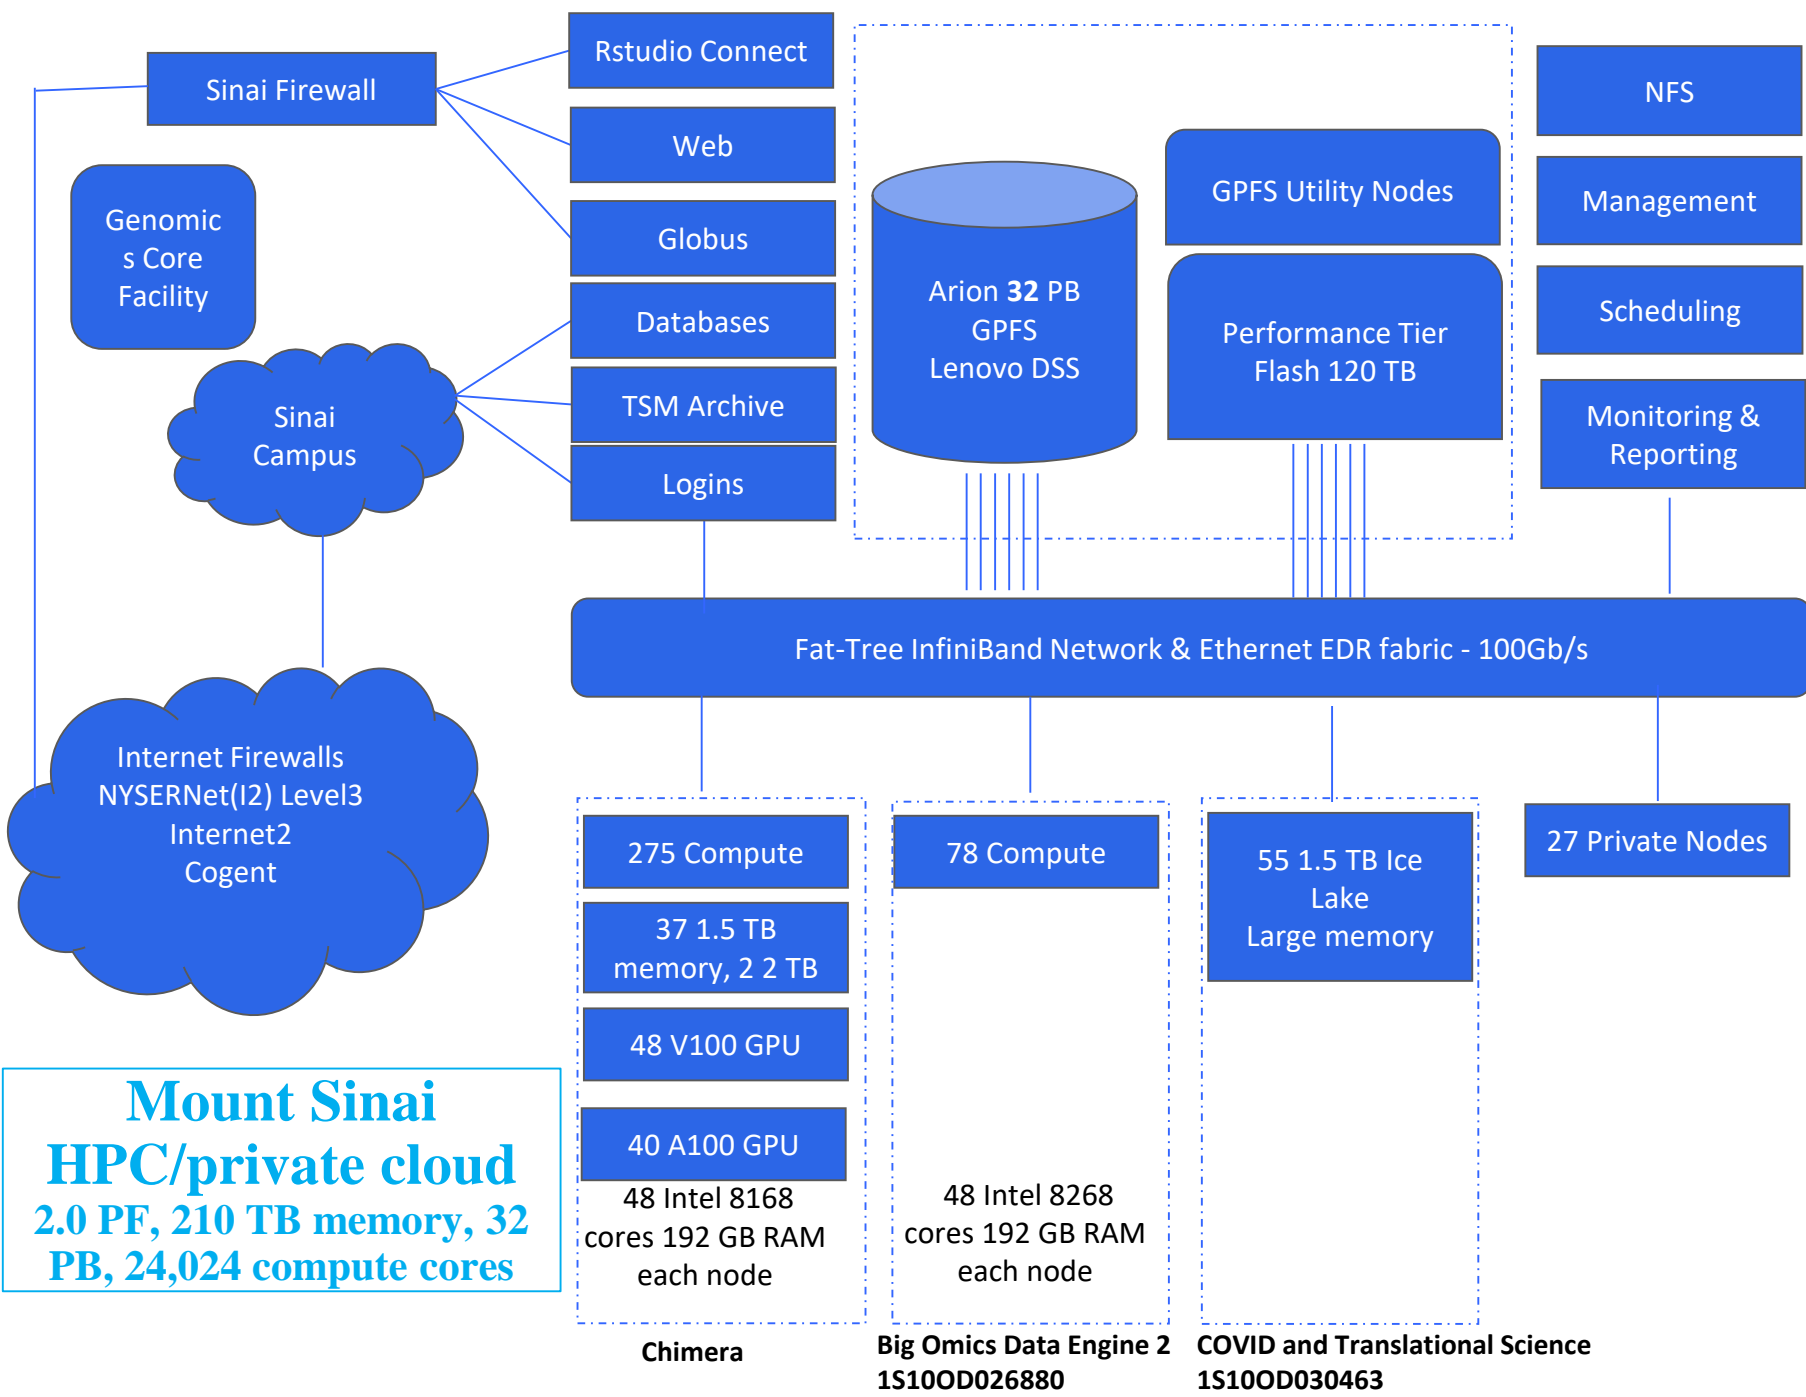 Sinai Firewall
Genomic
s Core
Facility
Sinai
Campus
Internet Firewalls
NYSERNet(I2) Level3
Internet2
Cogent
Mount Sinai
HPC/private cloud
2.0 PF, 210 TB memory, 32
PB, 24,024 compute cores
Rstudio Connect
Web
Globus
Databases
TSM Archive
Logins
Arion 32 PB
GPFS
Lenovo DSS
GPFS Utility Nodes
Performance Tier
Flash 120 TB
NFS
Management
Scheduling
Monitoring &
Reporting
Fat-Tree InfiniBand Network & Ethernet EDR fabric - 100Gb/s
275 Compute
37 1.5 TB
memory, 2 2 TB
48 V100 GPU
40 A100 GPU
48 Intel 8168
cores 192 GB RAM
each node
Chimera
78 Compute
48 Intel 8268
cores 192 GB RAM
each node
Big Omics Data Engine 2
1S10OD026880
55 1.5 TB Ice
Lake
Large memory
COVID and Translational Science
1S10OD030463
27 Private Nodes